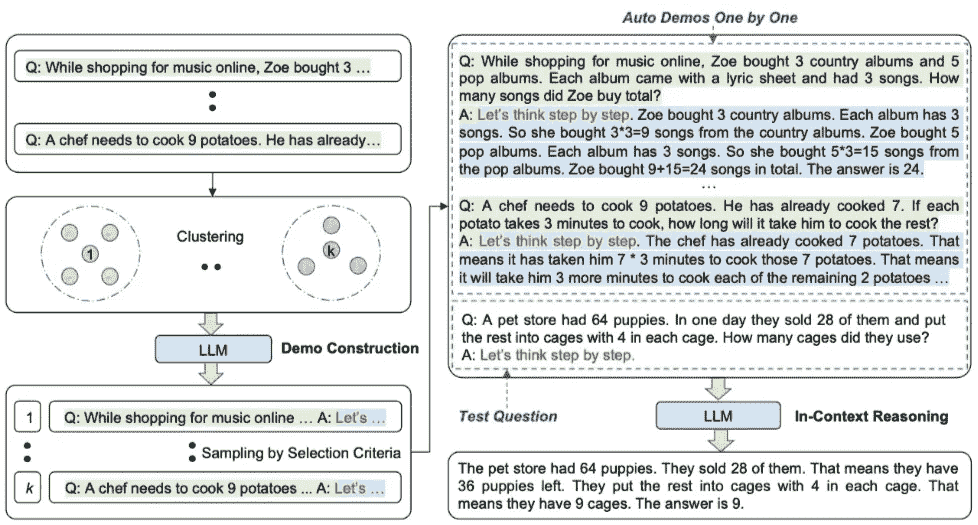 Q: While shopping for music online, Zoe bought 3 …
Q: A chef needs to cook 9 potatoes. He has already…
Clustering
1
k
LLM
Demo Construction
1
Q: While shopping for music online … A: Let's …
Sampling by Selection Criteria
k
Q: A chef needs to cook 9 potatoes ... A: Let's …
Auto Demos One by One
Q: While shopping for music online, Zoe bought 3 country albums and 5
pop albums. Each album came with a lyric sheet and had 3 songs. How
many songs did Zoe buy total?
A: Let's think step by step. Zoe bought 3 country albums. Each album has 3
songs. So she bought 3*3=9 songs from the country albums. Zoe bought 5
pop albums. Each album has 3 songs. So she bought 5*3=15 songs from
the pop albums. Zoe bought 9+15=24 songs in total. The answer is 24.
…
Q: A chef needs to cook 9 potatoes. He has already cooked 7. If each
potato takes 3 minutes to cook, how long will it take him to cook the rest?
A: Let's think step by step. The chef has already cooked 7 potatoes. That
means it has taken him 7 * 3 minutes to cook those 7 potatoes. That means
it will take him 3 more minutes to cook each of the remaining 2 potatoes …
Q: A pet store had 64 puppies. In one day they sold 28 of them and put
the rest into cages with 4 in each cage. How many cages did they use?
A: Let's think step by step.
Test Question
LLM
In-Context Reasoning
The pet store had 64 puppies. They sold 28 of them. That means they have
36 puppies left. They put the rest into cages with 4 in each cage. That
means they have 9 cages. The answer is 9.